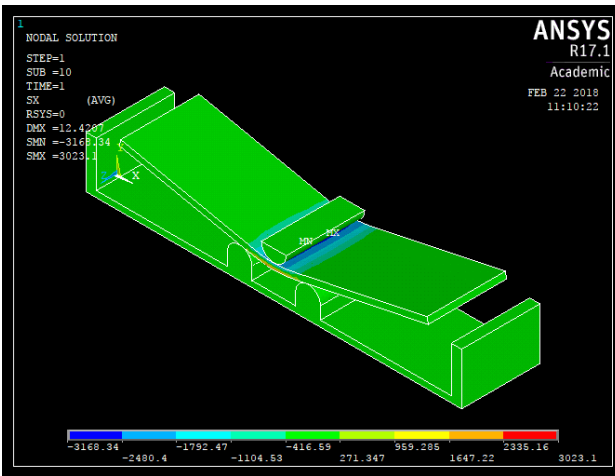 1
NODAL SOLUTION
STEP=1
SUB =10
TIME=1
SX (AVG)
RSYS=0
DMX =12.4207
SMN =-3168.34
SMX =3023.1
ANSYS
R17.1
Academic
FEB 22 2018
11:10:22
Y
Z X
MN MX
-3168.34 -1792.47 -416.59 959.285 2335.16
-2480.4 -1104.53 271.347 1647.22 3023.1